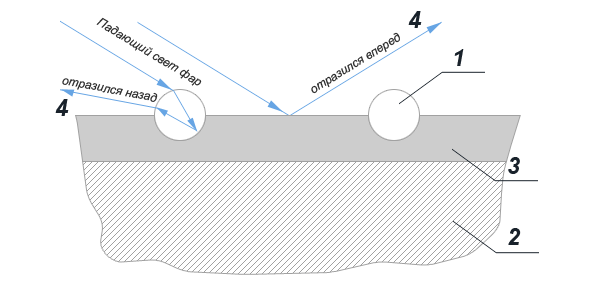 Падающий свет фар
отразился вперед
4
1
отразился назад
4
3
2